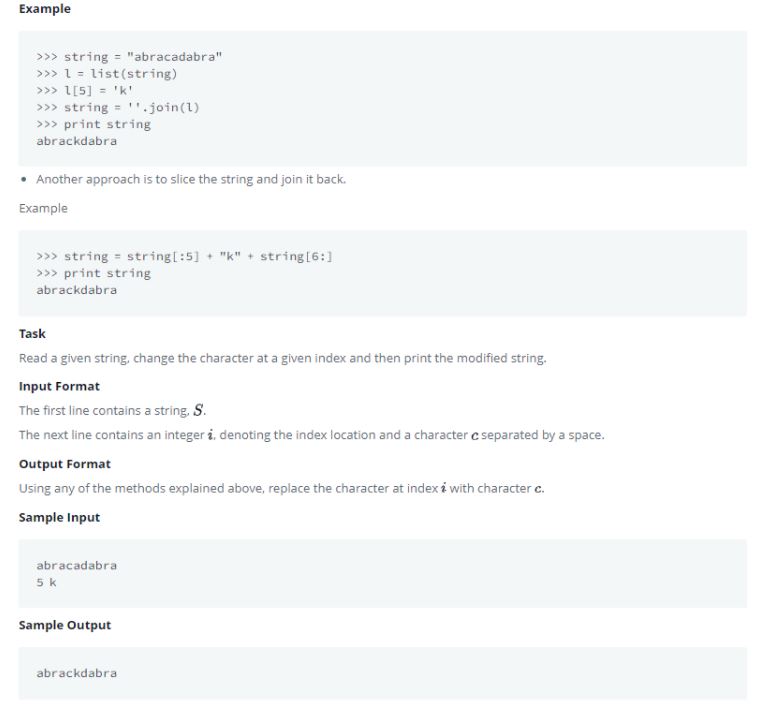 Example
>>> string = "abracadabra"
>>> l = list(string)
>>> l[5] = 'k'
>>> string = ''.join(l)
>>> print string
abrackdabra
• Another approach is to slice the string and join it back.
Example
>>> string = string[:5] + "k" + string[6:]
>>> print string
abrackdabra
Task
Read a given string, change the character at a given index and then print the modified string.
Input Format
The first line contains a string, S.
The next line contains an integer i, denoting the index location and a character c separated by a space.
Output Format
Using any of the methods explained above, replace the character at index i with character c.
Sample Input
abracadabra
5 k
Sample Output
abrackdabra